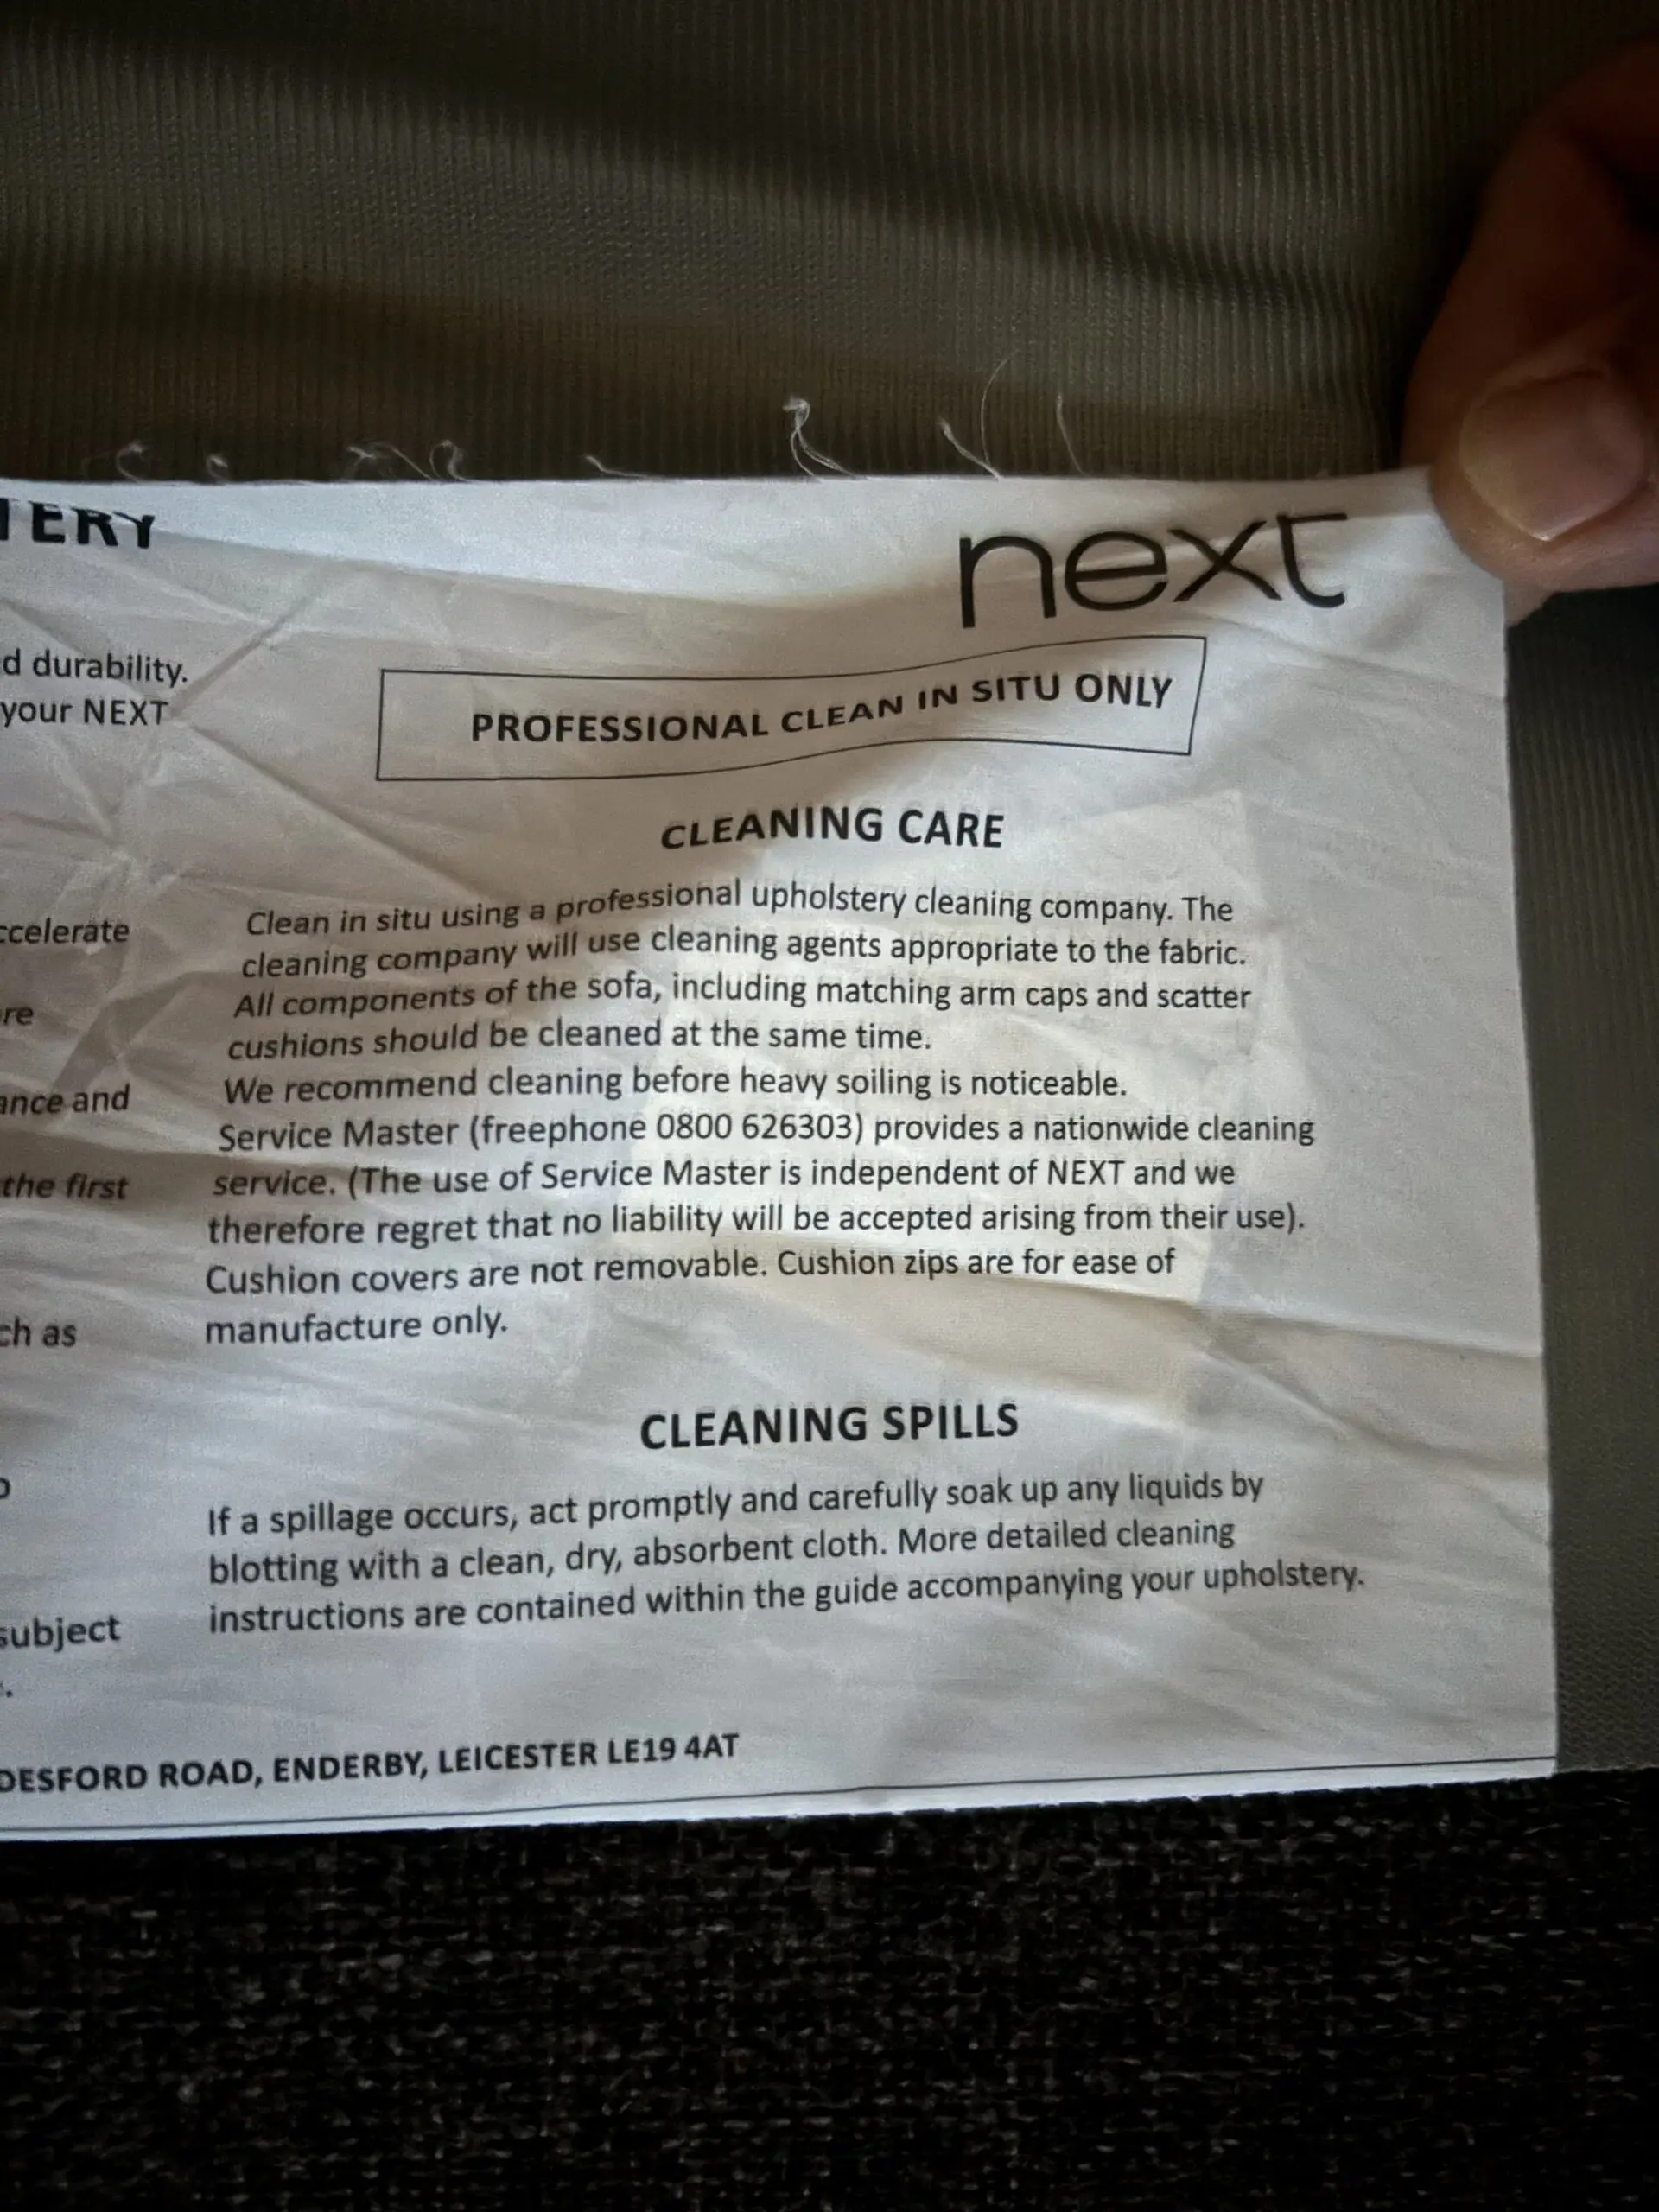 TERY
next
d durability.
your NEXT
PROFESSIONAL CLEAN IN SITU ONLY
CLEANING CARE
ccelerate
re
ance and
the first
ch as
subject
Clean in situ using a professional upholstery cleaning company. The
cleaning company will use cleaning agents appropriate to the fabric.
All components of the sofa, including matching arm caps and scatter
cushions should be cleaned at the same time.
We recommend cleaning before heavy soiling is noticeable.
Service Master (freephone 0800 626303) provides a nationwide cleaning
service. (The use of Service Master is independent of NEXT and we
therefore regret that no liability will be accepted arising from their use).
Cushion covers are not removable. Cushion zips are for ease of
manufacture only.
CLEANING SPILLS
If a spillage occurs, act promptly and carefully soak up any liquids by
blotting with a clean, dry, absorbent cloth. More detailed cleaning
instructions are contained within the guide accompanying your upholstery.
DESFORD ROAD, ENDERBY, LEICESTER LE19 4AT